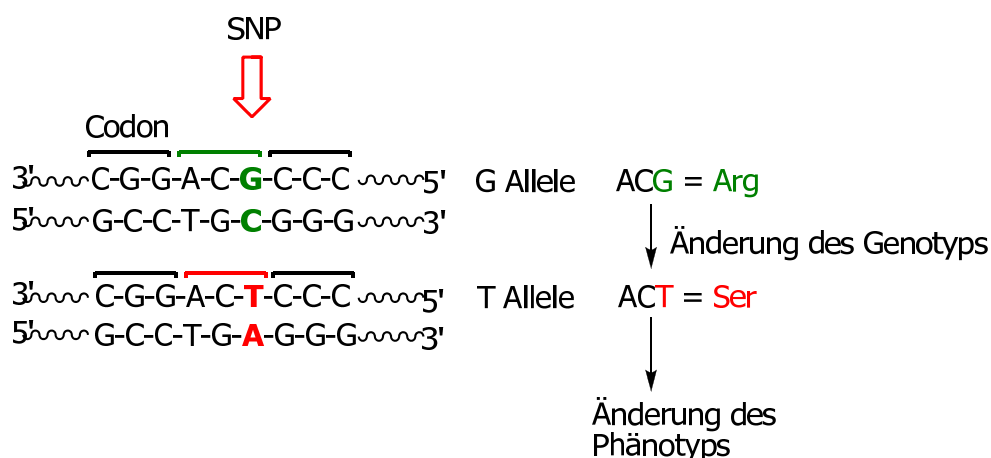 SNP
Codon
3' C-G-G-A-C-G-C-C-C 5' G Allele ACG = Arg
5' G-C-C-T-G-C-G-G-G 3'
Änderung des Genotyps
3' C-G-G-A-C-T-C-C-C 5' T Allele ACT = Ser
5' G-C-C-T-G-A-G-G-G 3'
Änderung des
Phänotyps